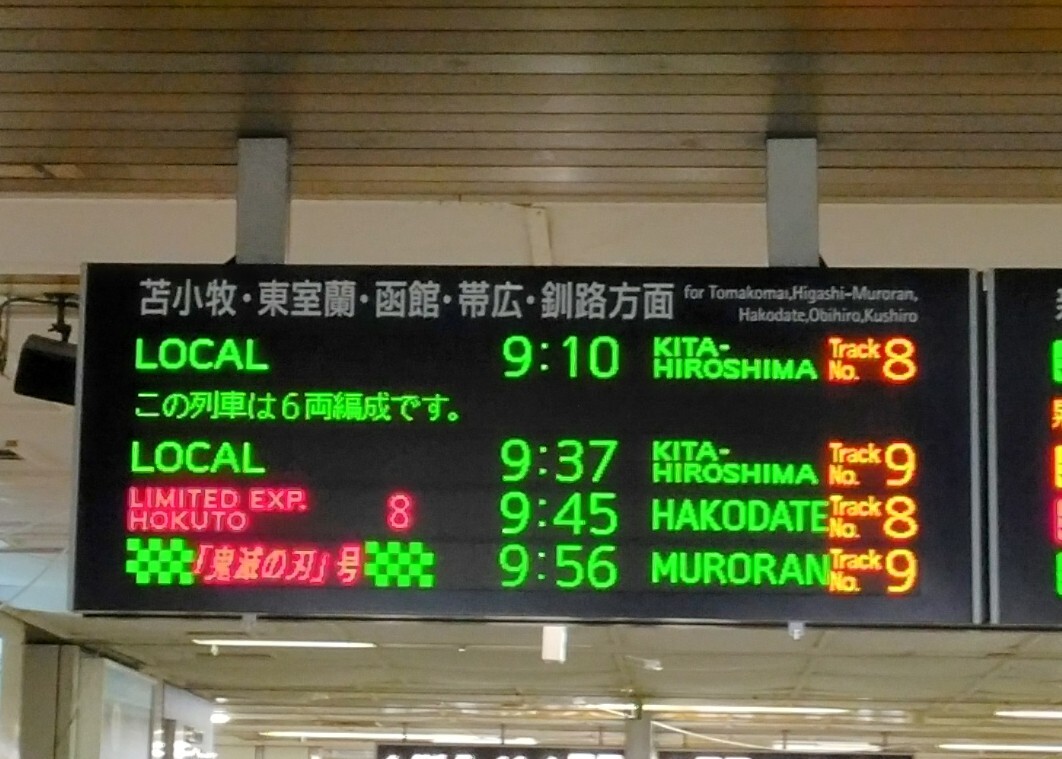 苫小牧・東室蘭・函館・帯広・釧路方面 for Tomakomai,Higashi-Muroran,
Hakodate,Obihiro,Kushiro
LOCAL 9:10 KITA-HIROSHIMA Track No. 8
この列車は6両編成です。
LOCAL 9:37 KITA-HIROSHIMA Track No. 9
LIMITED EXP. HOKUTO 8 9:45 HAKODATE Track No. 8
「鬼滅の刃」号 9:56 MURORAN Track No. 9